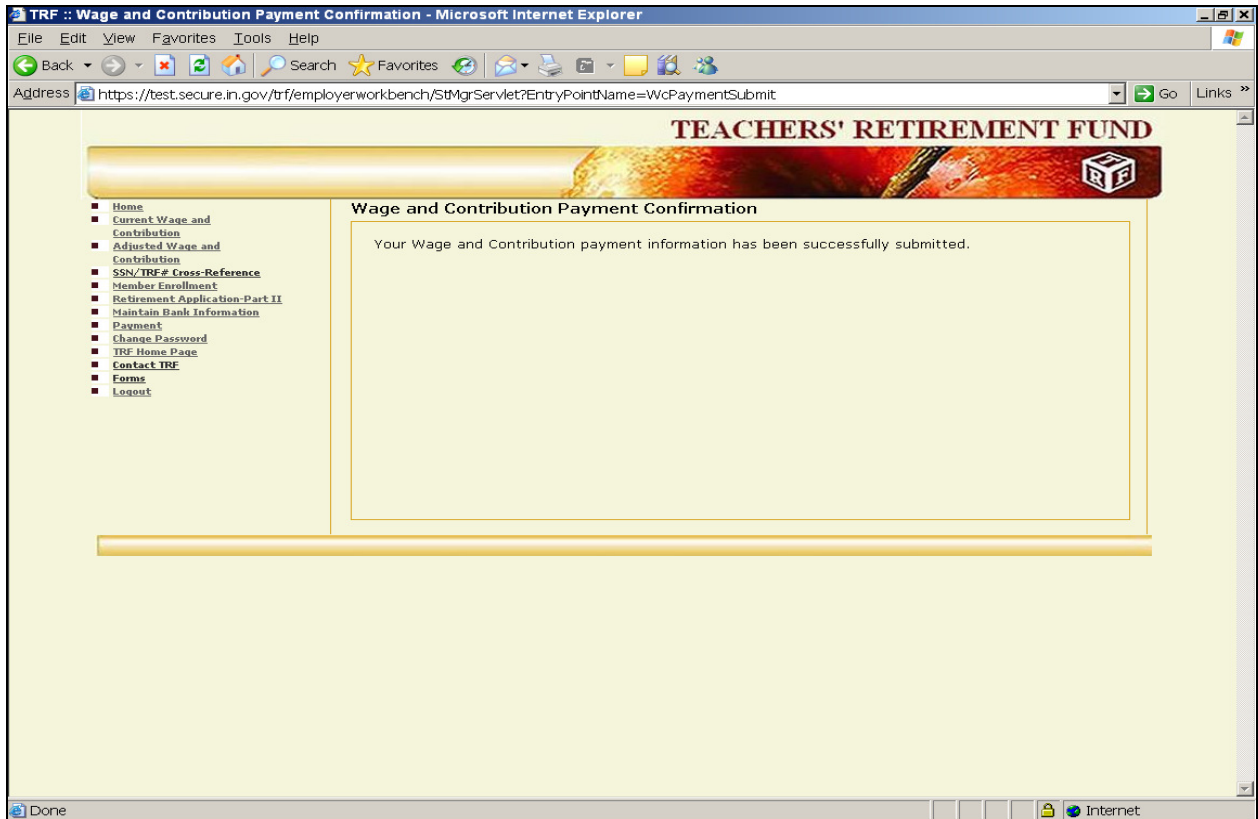 TRF :: Wage and Contribution Payment Confirmation - Microsoft Internet Explorer
File Edit View Favorites Tools Help
Back Search Favorites
Address https://test.secure.in.gov/trf/employerworkbench/StMgrServlet?EntryPointName=WcPaymentSubmit Go Links »
TEACHERS' RETIREMENT FUND
TRF
Home
Current Wage and
Contribution
Adjusted Wage and
Contribution
SSN/TRF# Cross-Reference
Member Enrollment
Retirement Application-Part II
Maintain Bank Information
Payment
Change Password
TRF Home Page
Contact TRF
Forms
Logout
Wage and Contribution Payment Confirmation
Your Wage and Contribution payment information has been successfully submitted.
Done Internet